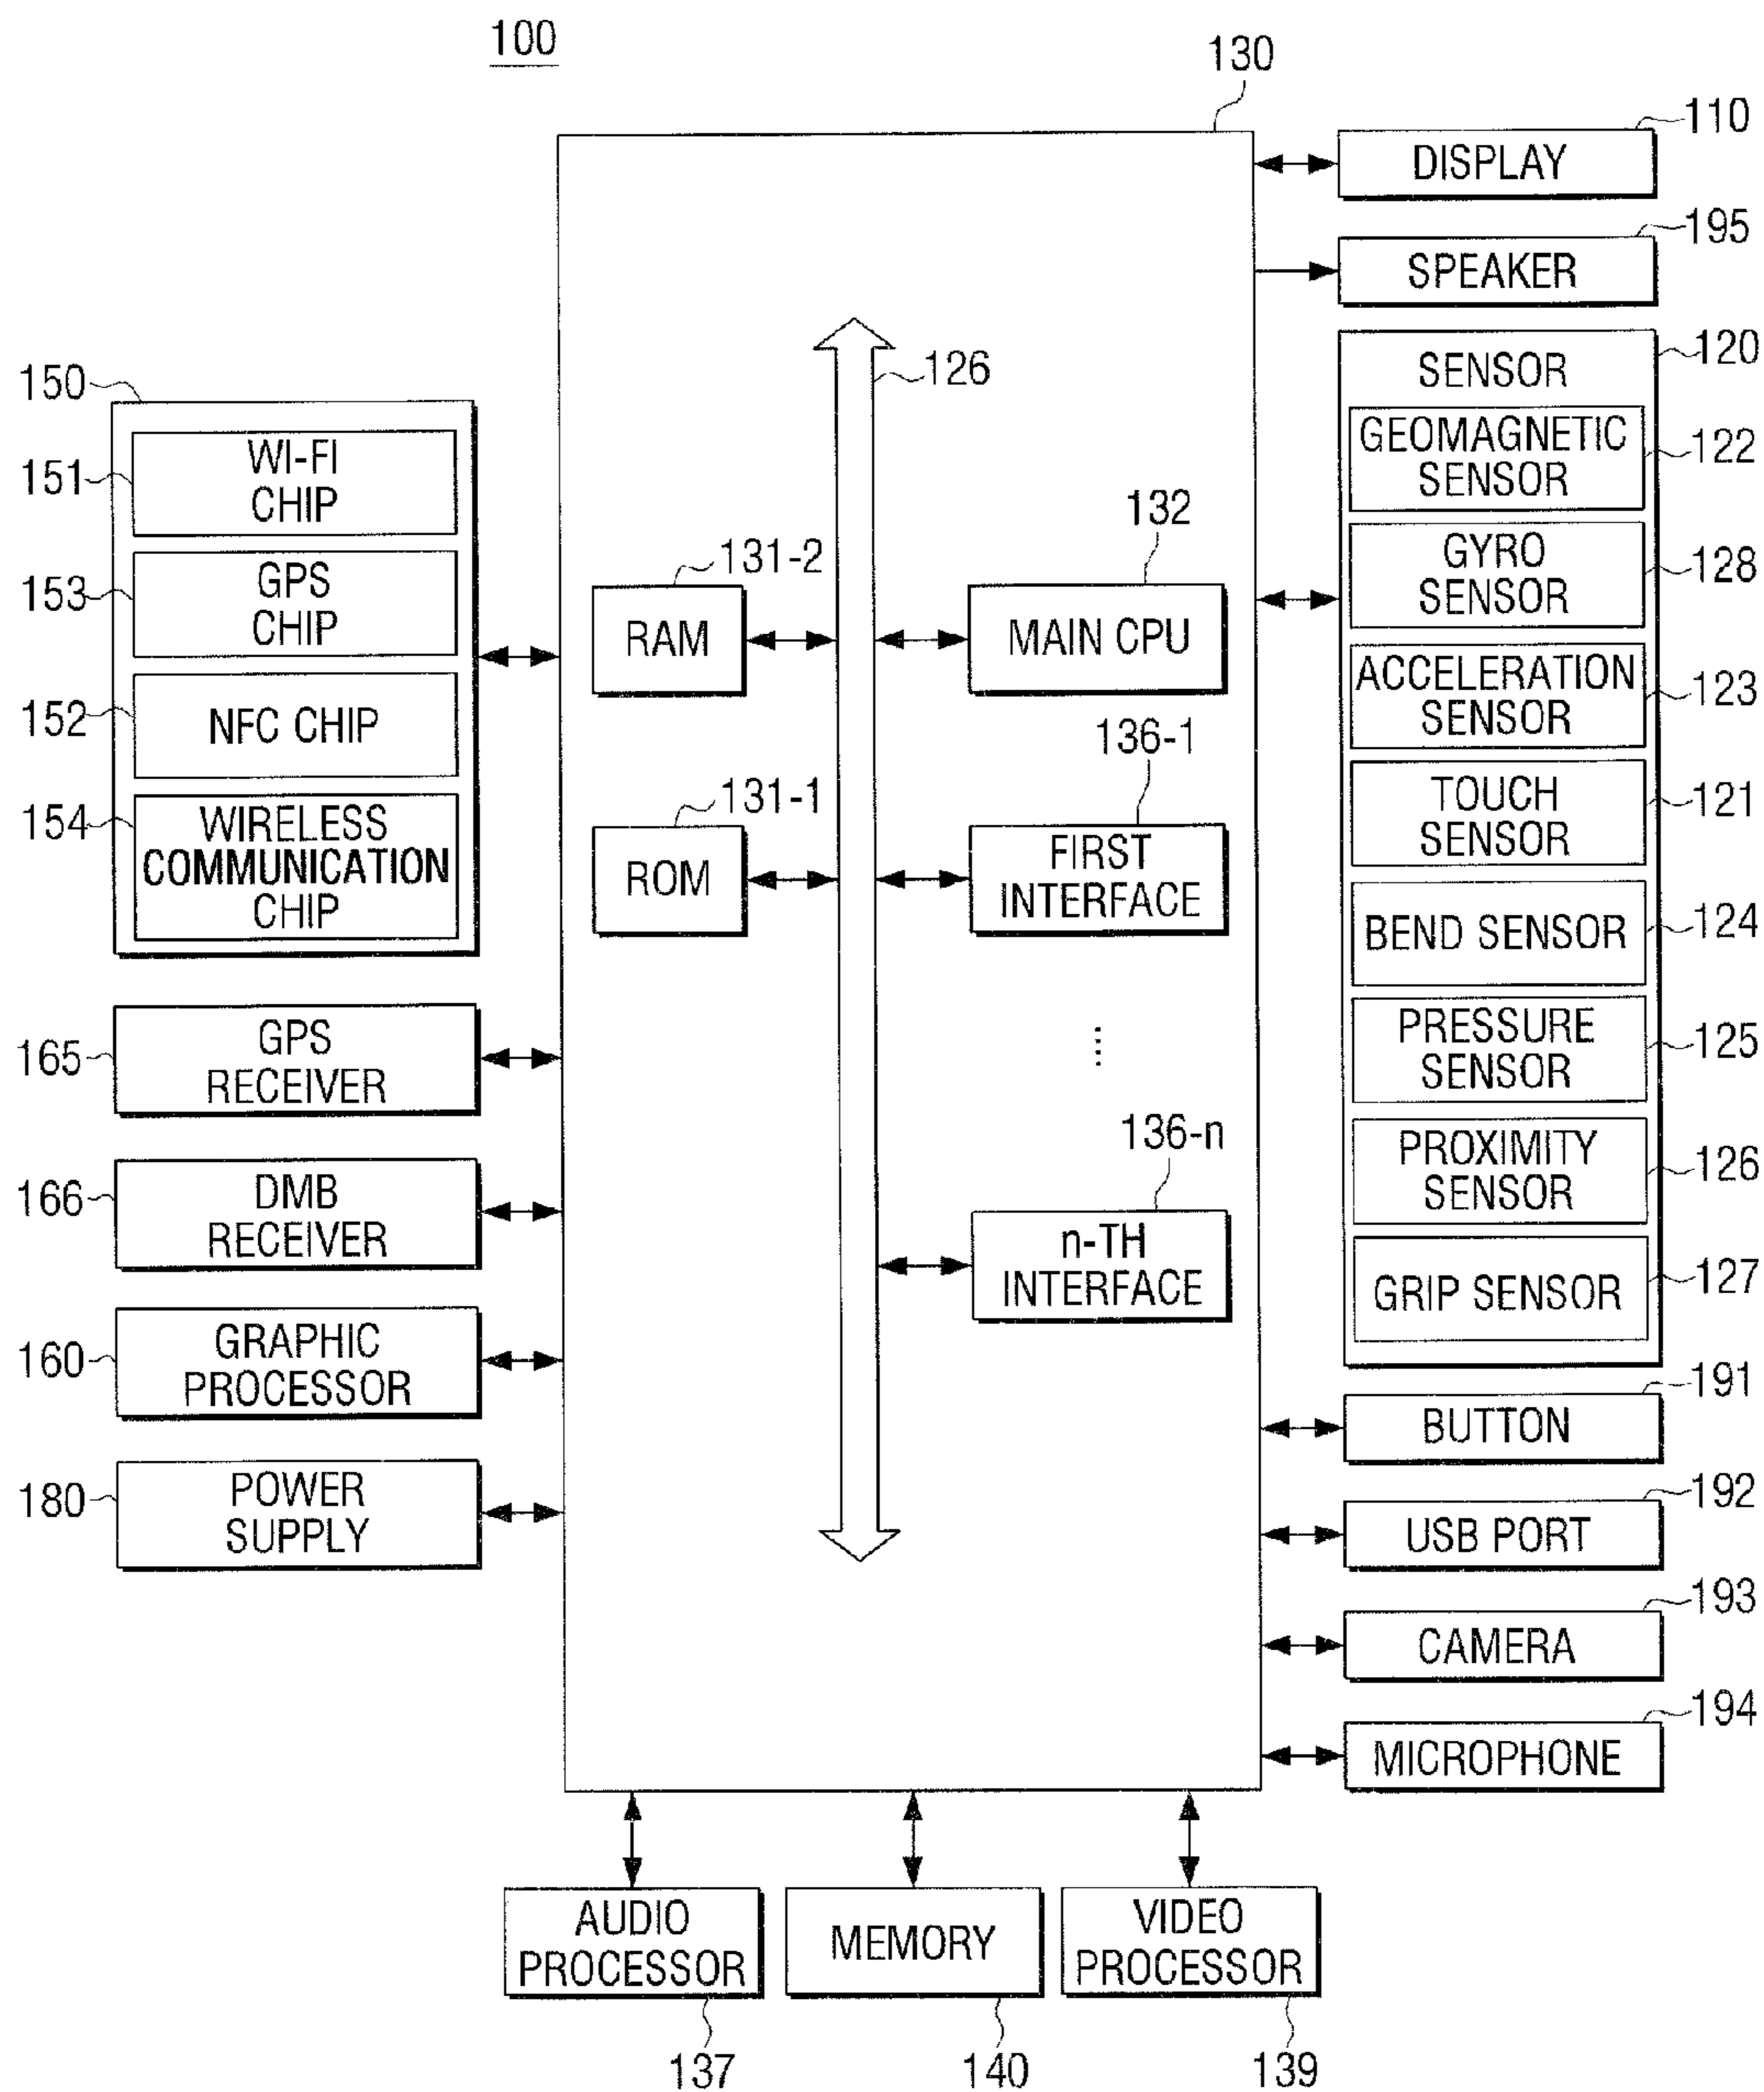 100
130
110
DISPLAY
195
SPEAKER
120
SENSOR
GEOMAGNETIC
SENSOR
122
GYRO
SENSOR
128
ACCELERATION
SENSOR
123
TOUCH
SENSOR
121
BEND SENSOR
124
PRESSURE
SENSOR
125
PROXIMITY
SENSOR
126
GRIP SENSOR
127
191
BUTTON
192
USB PORT
193
CAMERA
194
MICROPHONE
126
150
151
WI-FI
CHIP
153
GPS
CHIP
152
NFC CHIP
154
WIRELESS
COMMUNICATION
CHIP
131-2
RAM
132
MAIN CPU
131-1
ROM
136-1
FIRST
INTERFACE
136-n
n-TH
INTERFACE
165
GPS
RECEIVER
166
DMB
RECEIVER
160
GRAPHIC
PROCESSOR
180
POWER
SUPPLY
AUDIO
PROCESSOR
137
MEMORY
140
VIDEO
PROCESSOR
139